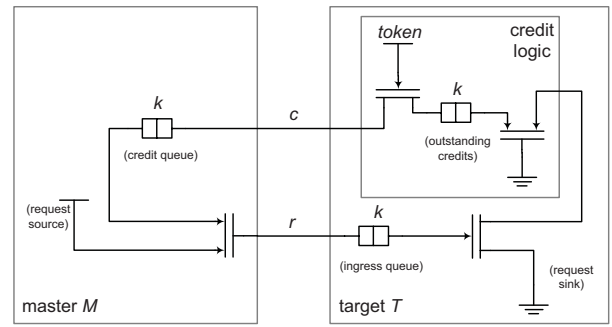 token
credit
logic
k
k
c
(credit queue)
(outstanding
credits)
(request
source)
r
k
(ingress queue)
(request
sink)
master M
target T